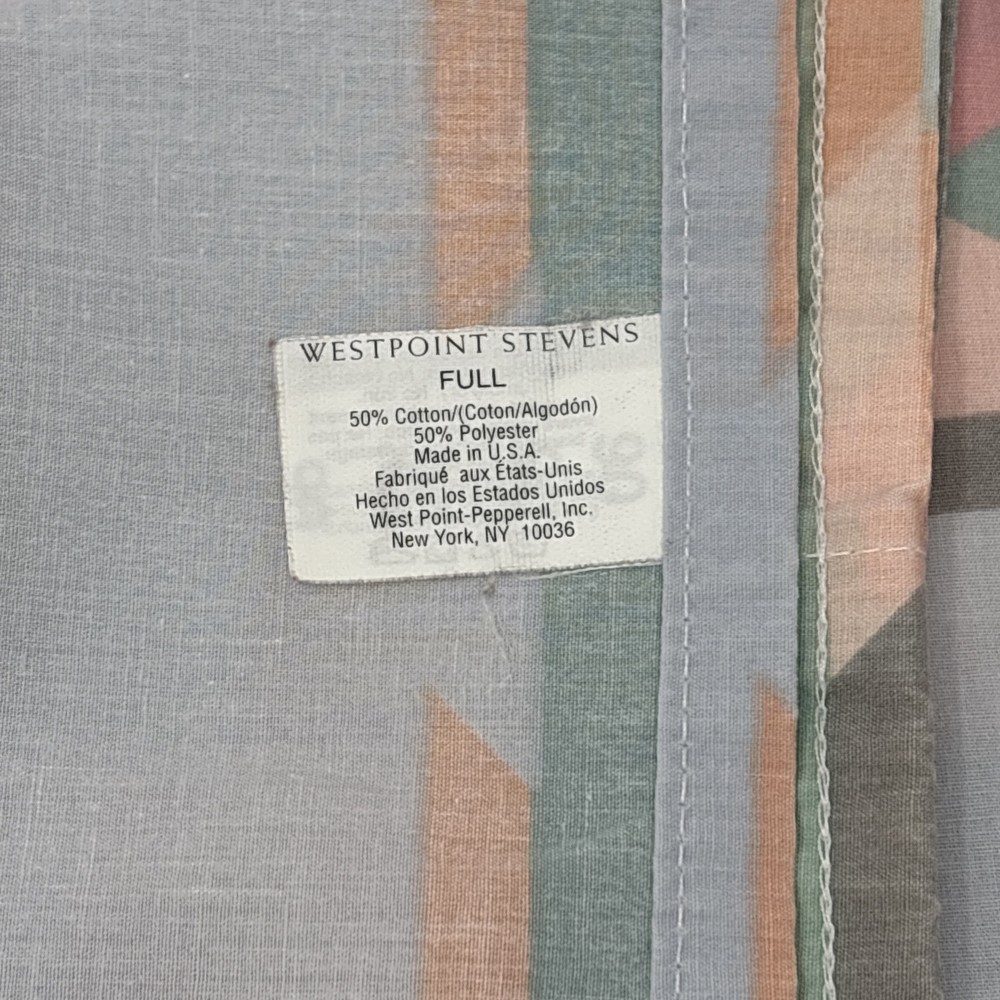 WESTPOINT STEVENS
FULL
50% Cotton/(Coton/Algodón)
50% Polyester
Made in U.S.A.
Fabriqué aux États-Unis
Hecho en los Estados Unidos
West Point-Pepperell, Inc.
New York, NY 10036